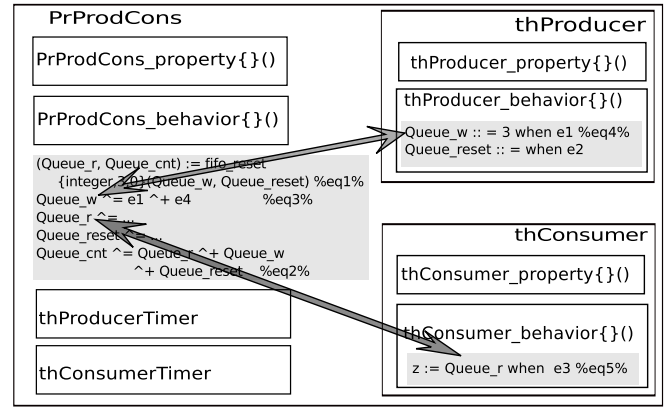 PrProdCons
PrProdCons_property{}()
PrProdCons_behavior{}()
(Queue_r, Queue_cnt) := fifo_reset
{integer,3,0}(Queue_w, Queue_reset) %eq1%
Queue_w ^= e1 ^+ e4 %eq3%
Queue_r ^= ...
Queue_reset ^= ...
Queue_cnt ^= Queue_r ^+ Queue_w
^+ Queue_reset %eq2%
thProducerTimer
thConsumerTimer
thProducer
thProducer_property{}()
thProducer_behavior{}()
Queue_w :: = 3 when e1 %eq4%
Queue_reset :: = when e2
thConsumer
thConsumer_property{}()
thConsumer_behavior{}()
z := Queue_r when e3 %eq5%